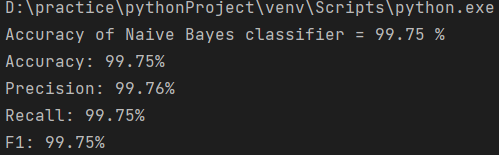 D:\practice\pythonProject\venv\Scripts\python.exe
Accuracy of Naive Bayes classifier = 99.75 %
Accuracy: 99.75%
Precision: 99.76%
Recall: 99.75%
F1: 99.75%